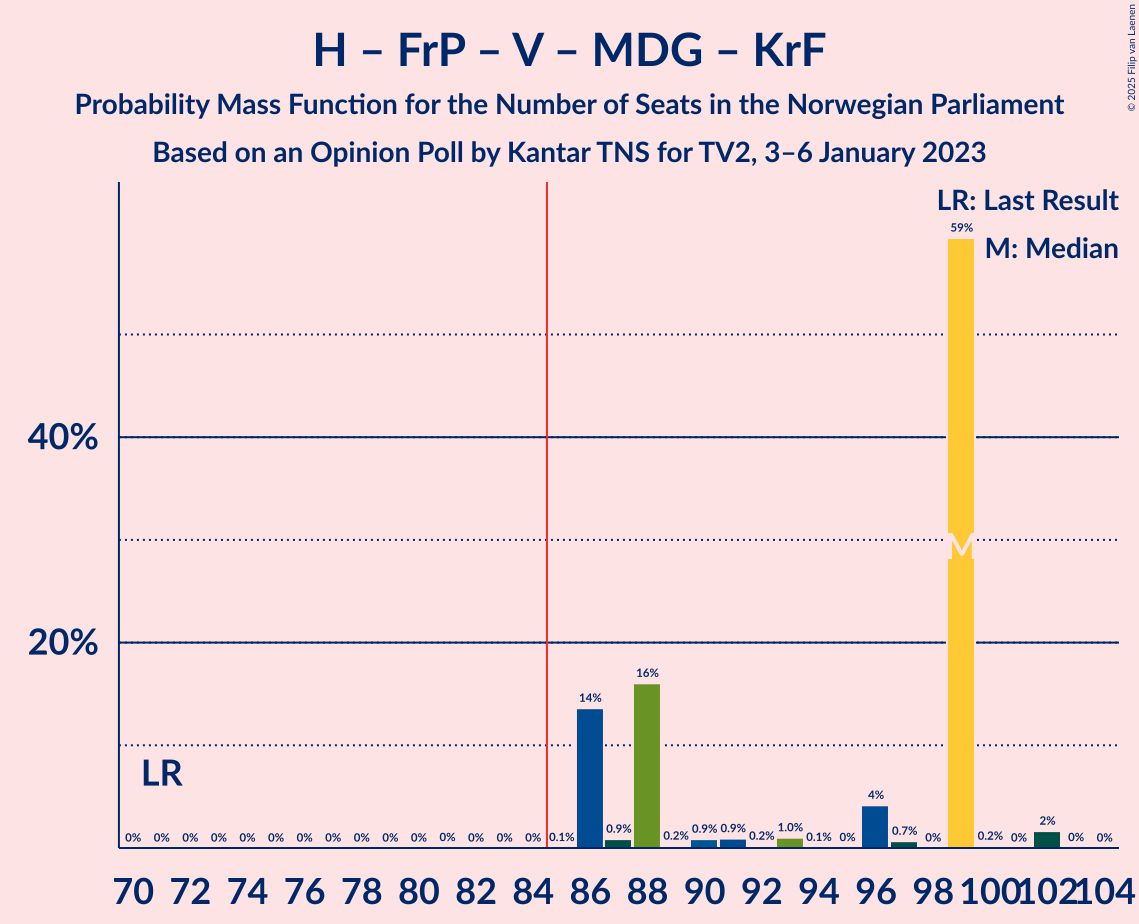 H – FrP – V – MDG – KrF
Probability Mass Function for the Number of Seats in the Norwegian Parliament
Based on an Opinion Poll by Kantar TNS for TV2, 3–6 January 2023
© 2025 Filip van Laenen
LR: Last Result
M: Median
59%
40%
M
20%
16%
14%
LR
4%
2%
0% 0% 0% 0% 0% 0% 0% 0% 0% 0% 0% 0% 0% 0% 0% 0.1% 0.9% 0.2% 0.9% 0.9% 0.2% 1.0% 0.1% 0% 0.7% 0% 0.2% 0% 0% 0%
70 72 74 76 78 80 82 84 86 88 90 92 94 96 98 100 102 104